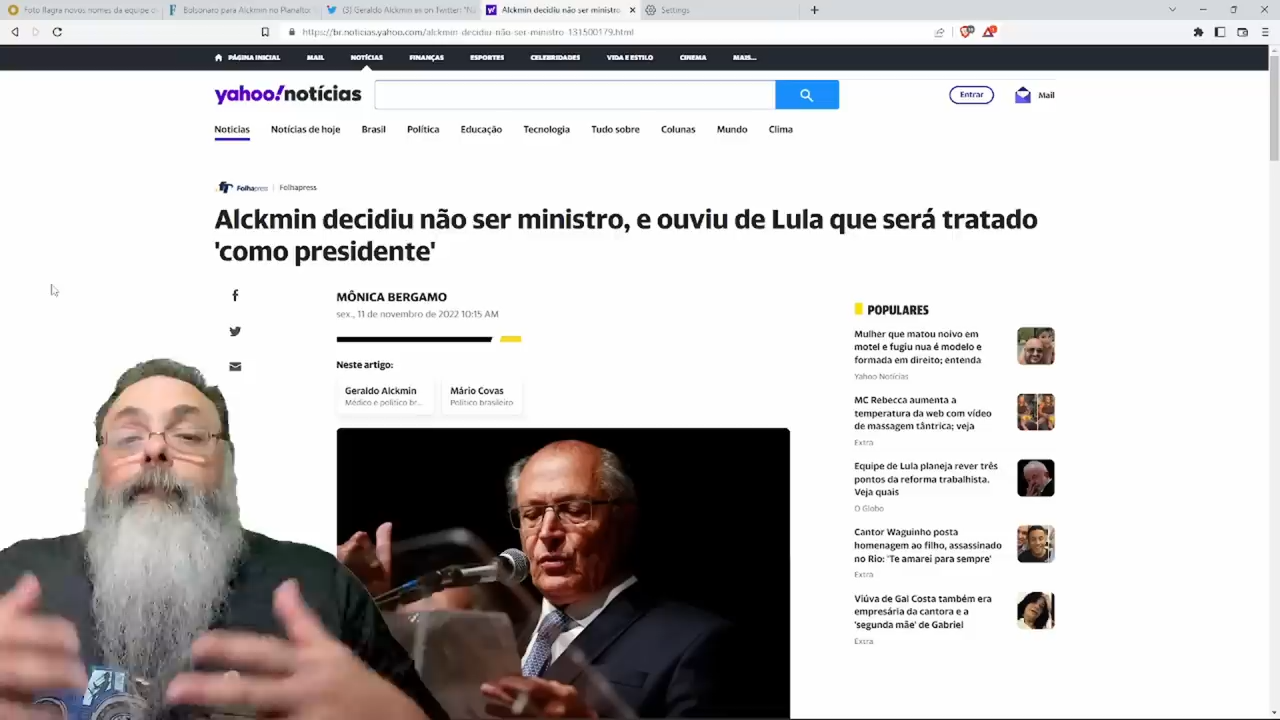 Foto flagra novos nomes da equipe d
Bolsonaro para Alckmin no Planalto:
(3) Geraldo Alckmin on Twitter: "Na
Alckmin decidiu não ser ministro,
Settings
https://br.noticias.yahoo.com/alckmin-decidiu-não-ser-ministro-131500179.html
PÁGINA INICIAL MAIL NOTÍCIAS FINANÇAS ESPORTES CELEBRIDADES VIDA E ESTILO CINEMA MAIS...
yahoo!notícias
Entrar
Mail
Notícias Notícias de hoje Brasil Política Educação Tecnologia Tudo sobre Colunas Mundo Clima
Folhapress | Folhapress
Alckmin decidiu não ser ministro, e ouviu de Lula que será tratado
'como presidente'
MÔNICA BERGAMO
sex., 11 de novembro de 2022 10:15 AM
Neste artigo:
Geraldo Alckmin
Médico e político br...
Mário Covas
Político brasileiro
POPULARES
Mulher que matou noivo em
motel e fugiu nua é modelo e
formada em direito; entenda
Yahoo Notícias
MC Rebecca aumenta a
temperatura da web com vídeo
de massagem tântrica; veja
Extra
Equipe de Lula planeja rever três
pontos da reforma trabalhista.
Veja quais
O Globo
Cantor Waguinho posta
homenagem ao filho, assassinado
no Rio: 'Te amarei para sempre'
Extra
Viúva de Gal Costa também era
empresária da cantora e a
'segunda mãe' de Gabriel
Extra